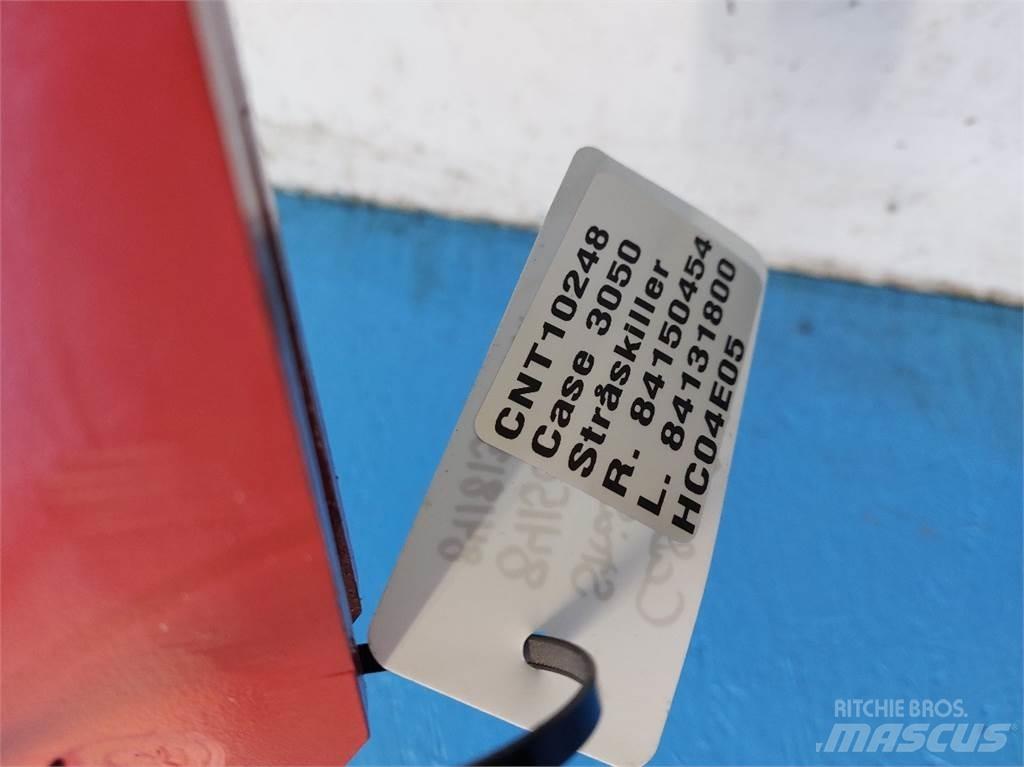 CNT10248
Case 3050
Stråskiller
R. 84150454
L. 84131800
HC04E05
RITCHIE BROS.
MASCUS